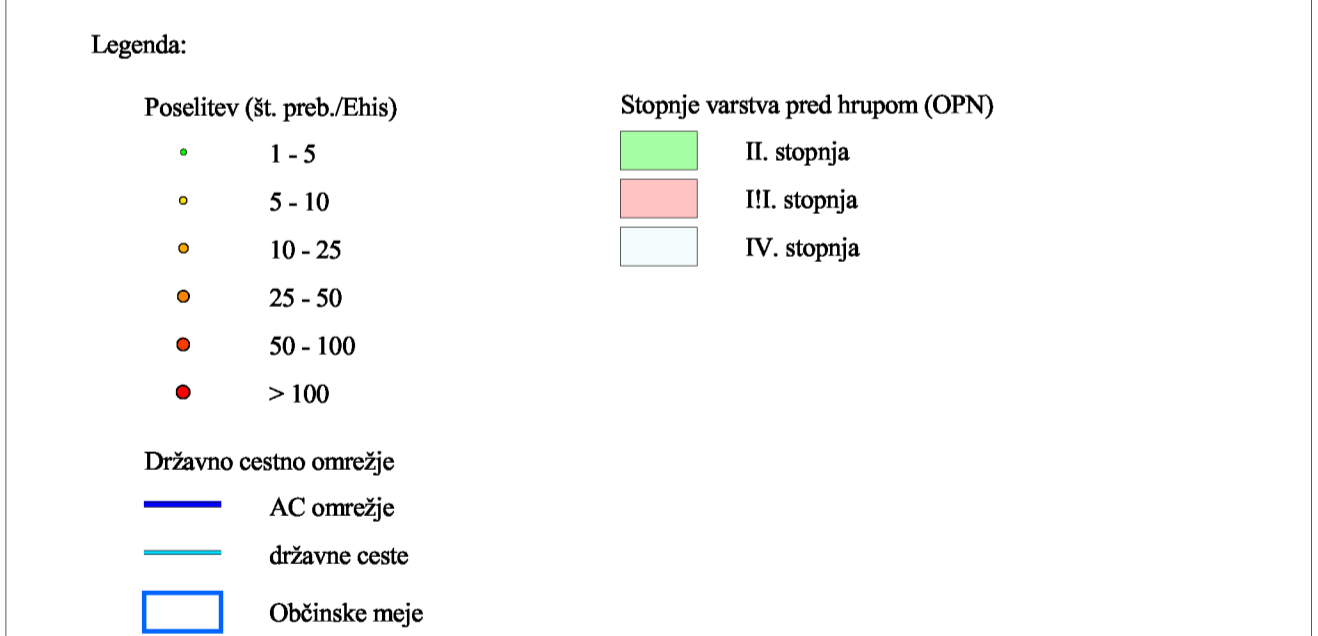 Legenda:
Poselitev (št. preb./Ehis)
1 - 5
5 - 10
10 - 25
25 - 50
50 - 100
> 100
Državno cestno omrežje
AC omrežje
državne ceste
Občinske meje
Stopnje varstva pred hrupom (OPN)
II. stopnja
I!I. stopnja
IV. stopnja